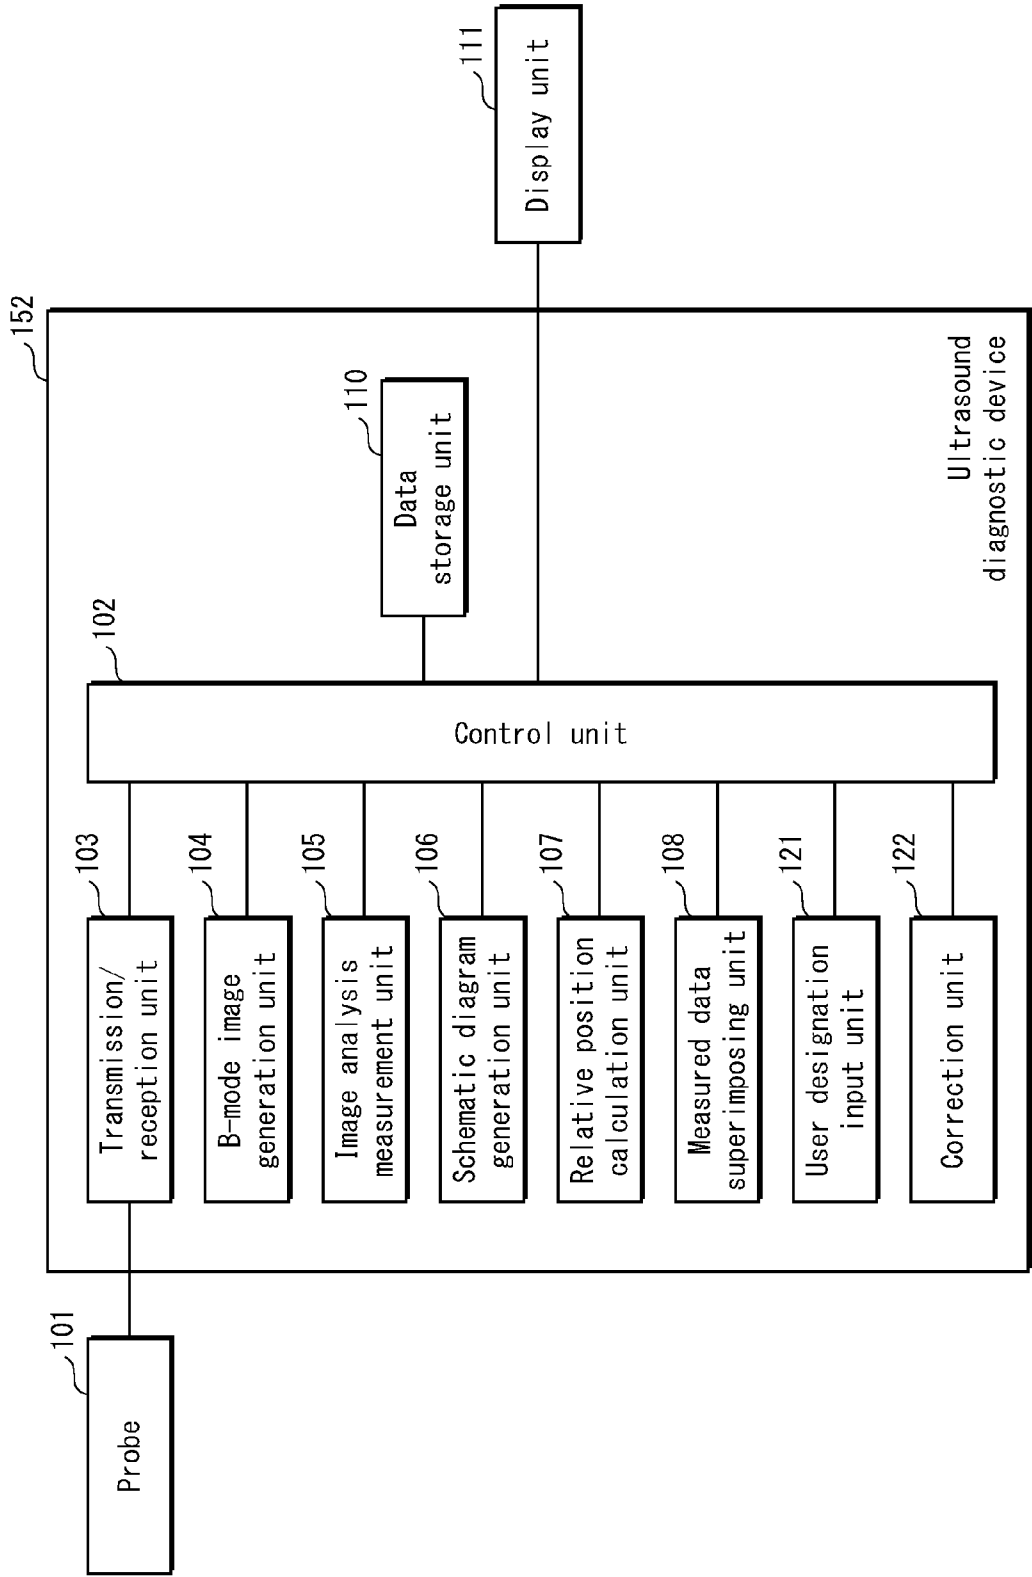 152
Probe
101
Transmission/
reception unit
103
B-mode image
generation unit
104
Image analysis
measurement unit
105
Schematic diagram
generation unit
106
Relative position
calculation unit
107
Measured data
superimposing unit
108
User designation
input unit
121
Correction unit
122
Control unit
102
Data
storage unit
110
Display unit
111
Ultrasound
diagnostic device